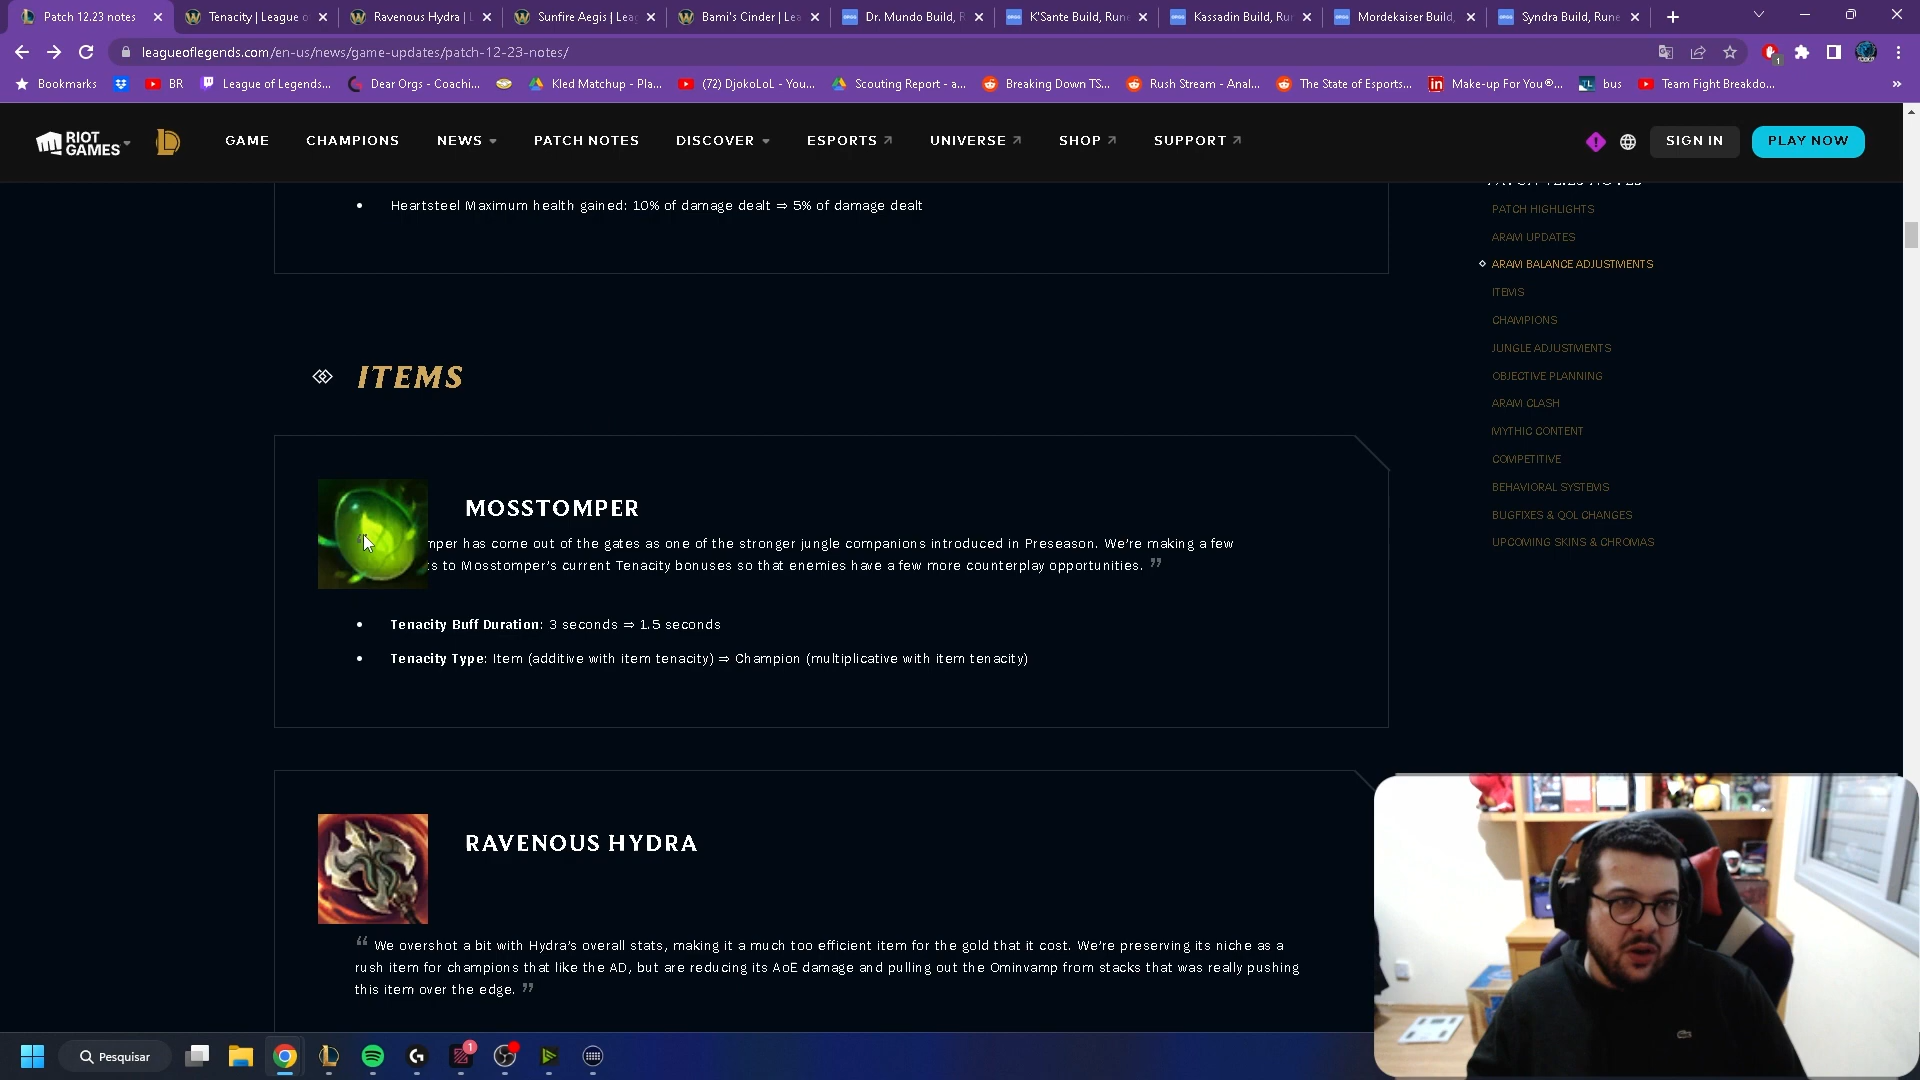 Patch 12.23 notes
Tenacity | League o
Ravenous Hydra | L
Sunfire Aegis | Lea
Bami's Cinder | Lea
Dr. Mundo Build, R
K'Sante Build, Rune
Kassadin Build, Ru
Mordekaiser Build,
Syndra Build, Rune
leagueoflegends.com/en-us/news/game-updates/patch-12-23-notes/
1
Bookmarks
BR
League of Legends...
Dear Orgs - Coachi...
Kled Matchup - Pla...
(72) DjokoLoL - You...
Scouting Report - a...
Breaking Down TS...
Rush Stream - Anal...
The State of Esports...
Make-up For You®...
bus
Team Fight Breakdo...
»
RIOT
GAMES
GAME
CHAMPIONS
NEWS
PATCH NOTES
DISCOVER
ESPORTS
UNIVERSE
SHOP
SUPPORT
SIGN IN
PLAY NOW
• Heartsteel Maximum health gained: 10% of damage dealt ⇒ 5% of damage dealt
PATCH 12.23 NOTES
PATCH HIGHLIGHTS
ARAM UPDATES
ARAM BALANCE ADJUSTMENTS
ITEMS
CHAMPIONS
JUNGLE ADJUSTMENTS
OBJECTIVE PLANNING
ARAM CLASH
MYTHIC CONTENT
COMPETITIVE
BEHAVIORAL SYSTEMS
BUGFIXES & QOL CHANGES
UPCOMING SKINS & CHROMAS
ITEMS
MOSSTOMPER
mper has come out of the gates as one of the stronger jungle companions introduced in Preseason. We’re making a few
ts to Mosstomper’s current Tenacity bonuses so that enemies have a few more counterplay opportunities. ”
• Tenacity Buff Duration: 3 seconds ⇒ 1.5 seconds
• Tenacity Type: Item (additive with item tenacity) ⇒ Champion (multiplicative with item tenacity)
RAVENOUS HYDRA
“ We overshot a bit with Hydra’s overall stats, making it a much too efficient item for the gold that it cost. We’re preserving its niche as a
rush item for champions that like the AD, but are reducing its AoE damage and pulling out the Ominvamp from stacks that was really pushing
this item over the edge. ”
Pesquisar
1